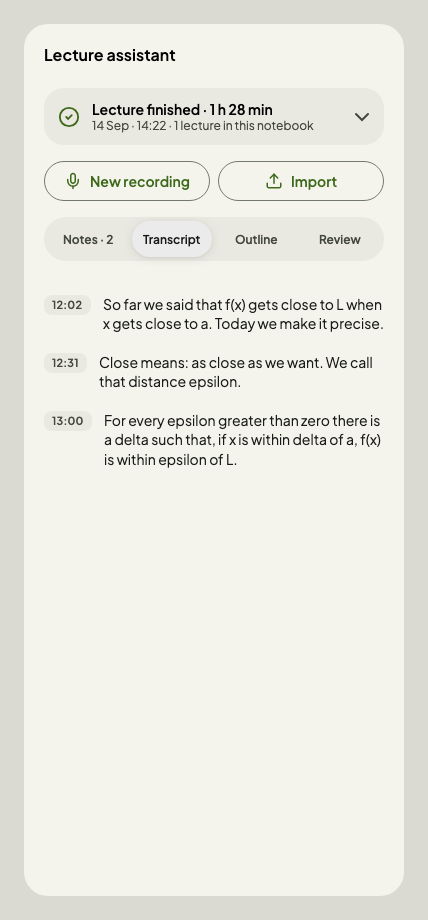 Lecture assistant
Lecture finished · 1 h 28 min
14 Sep · 14:22 · 1 lecture in this notebook
New recording
Import
Notes · 2
Transcript
Outline
Review
12:02
So far we said that f(x) gets close to L when
x gets close to a. Today we make it precise.
12:31
Close means: as close as we want. We call
that distance epsilon.
13:00
For every epsilon greater than zero there is
a delta such that, if x is within delta of a, f(x)
is within epsilon of L.